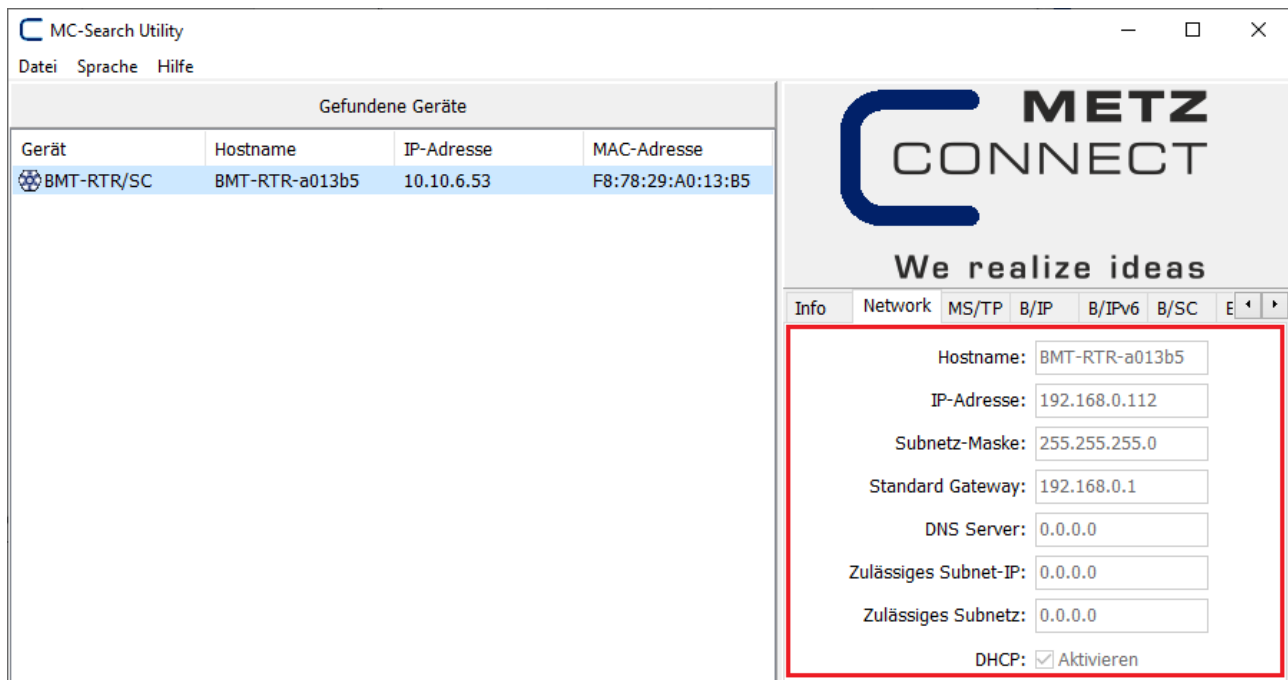 MC-Search Utility
Datei Sprache Hilfe
Gefundene Geräte
Gerät Hostname IP-Adresse MAC-Adresse
BMT-RTR/SC BMT-RTR-a013b5 10.10.6.53 F8:78:29:A0:13:B5
METZ
CONNECT
We realize ideas
Info Network MS/TP B/IP B/IPv6 B/SC
Hostname: BMT-RTR-a013b5
IP-Adresse: 192.168.0.112
Subnetz-Maske: 255.255.255.0
Standard Gateway: 192.168.0.1
DNS Server: 0.0.0.0
Zulässiges Subnet-IP: 0.0.0.0
Zulässiges Subnetz: 0.0.0.0
DHCP: Aktivieren